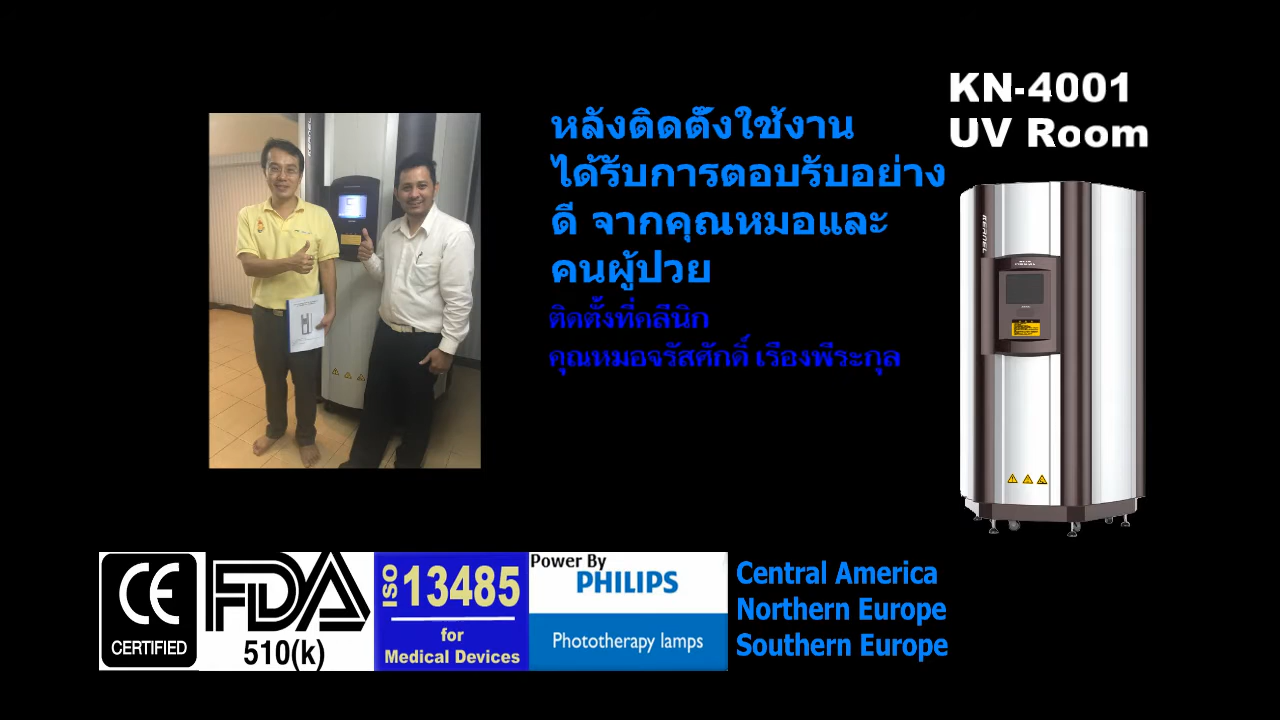 KN-4001
UV Room
หลังติดตั้งใช้งาน
ได้รับการตอบรับอย่าง
ดี จากคุณหมอและ
คนผู้ปวย
ติดตั้งที่คลีนิก
คุณหมอจรัสศักดิ์ เรืองพีระกุล
KERNEL
KERNEL
CE
CERTIFIED
FDA
510(k)
ISO 13485
for
Medical Devices
Power By
PHILIPS
Phototherapy lamps
Central America
Northern Europe
Southern Europe